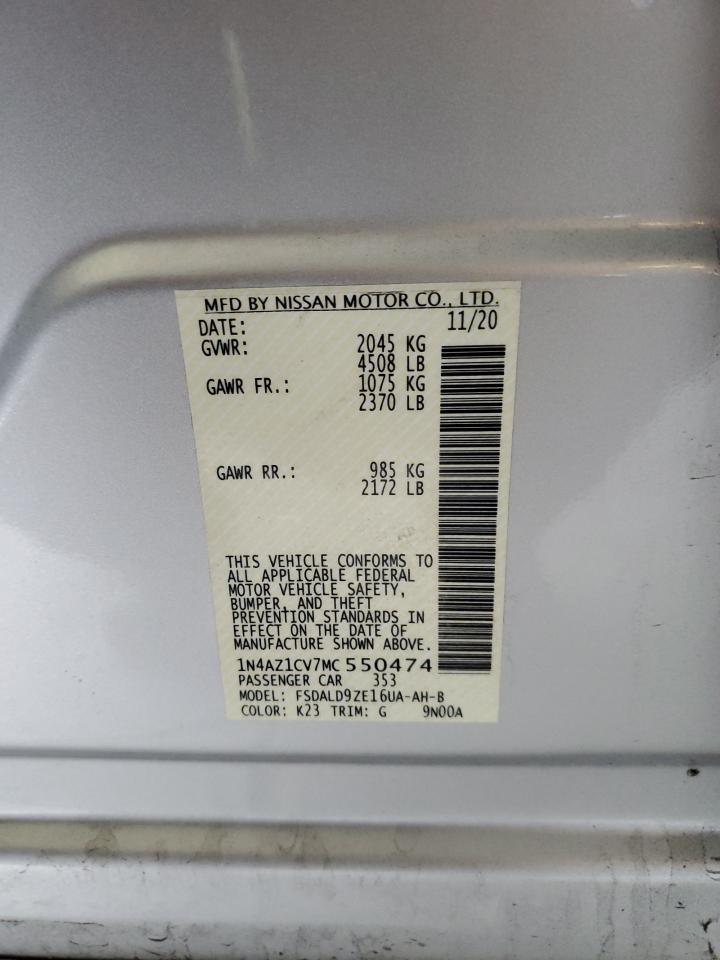 MFD BY NISSAN MOTOR CO., LTD.
DATE: 11/20
GVWR: 2045 KG
4508 LB
GAWR FR.: 1075 KG
2370 LB
GAWR RR.: 985 KG
2172 LB
THIS VEHICLE CONFORMS TO
ALL APPLICABLE FEDERAL
MOTOR VEHICLE SAFETY,
BUMPER, AND THEFT
PREVENTION STANDARDS IN
EFFECT ON THE DATE OF
MANUFACTURE SHOWN ABOVE.
1N4AZ1CV7MC550474
PASSENGER CAR 353
MODEL: FSDALD9ZE16UA-AH-B
COLOR: K23 TRIM: G 9N00A